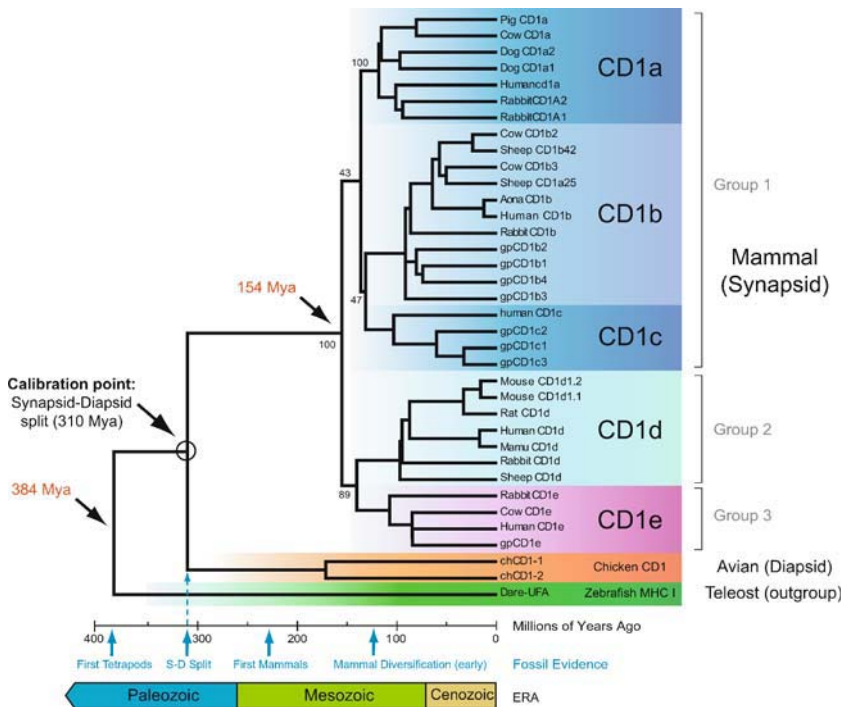 Pig CD1a
Cow CD1a
Dog CD1a2
Dog CD1a1
Humancd1a
RabbitCD1A2
RabbitCD1A1
CD1a
100
Cow CD1b2
Sheep CD1b42
Cow CD1b3
Sheep CD1a25
Aona CD1b
Human CD1b
Rabbit CD1b
gpCD1b2
gpCD1b1
gpCD1b4
gpCD1b3
CD1b
43
Group 1
Mammal
(Synapsid)
154 Mya
47
human CD1c
gpCD1c2
gpCD1c1
gpCD1c3
CD1c
100
Calibration point:
Synapsid-Diapsid
split (310 Mya)
Mouse CD1d1.2
Mouse CD1d1.1
Rat CD1d
Human CD1d
Mamu CD1d
Rabbit CD1d
Sheep CD1d
CD1d
Group 2
384 Mya
89
Rabbit CD1e
Cow CD1e
Human CD1e
gpCD1e
CD1e
Group 3
chCD1-1
chCD1-2
Chicken CD1
Avian (Diapsid)
Dare-UFA
Zebrafish MHC I
Teleost (outgroup)
400 300 200 100 0
Millions of Years Ago
First Tetrapods S-D Split First Mammals Mammal Diversification (early) Fossil Evidence
Paleozoic Mesozoic Cenozoic ERA